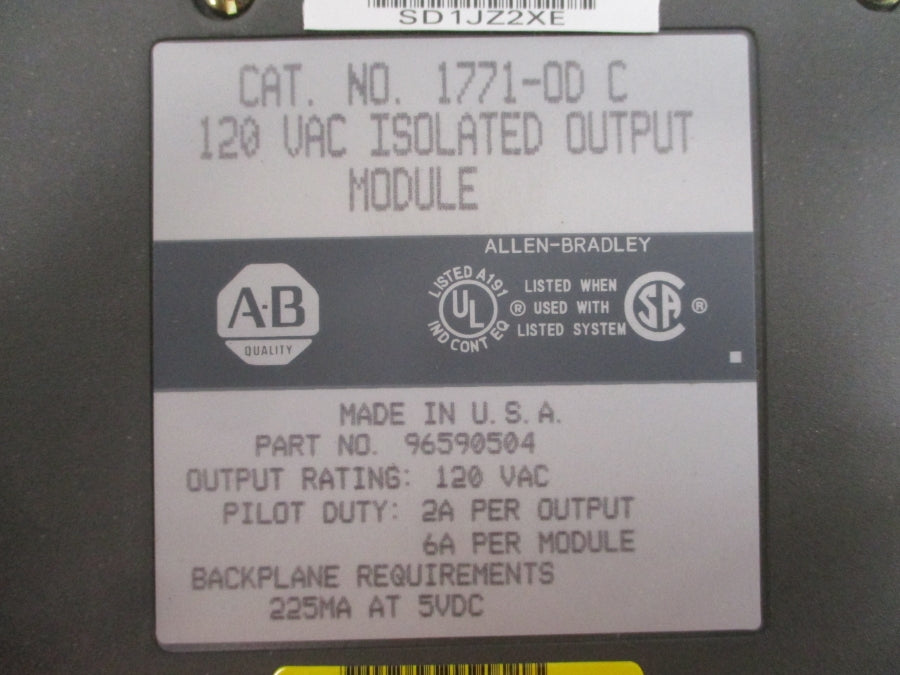 SD1JZ2XE
CAT. NO. 1771-OD C
120 VAC ISOLATED OUTPUT
MODULE
ALLEN-BRADLEY
A·B
QUALITY
LISTED A191
UL
IND CONT EQ
®
LISTED WHEN
USED WITH
LISTED SYSTEM
SA ®
MADE IN U.S.A.
PART NO. 96590504
OUTPUT RATING: 120 VAC
PILOT DUTY: 2A PER OUTPUT
6A PER MODULE
BACKPLANE REQUIREMENTS
225MA AT 5VDC